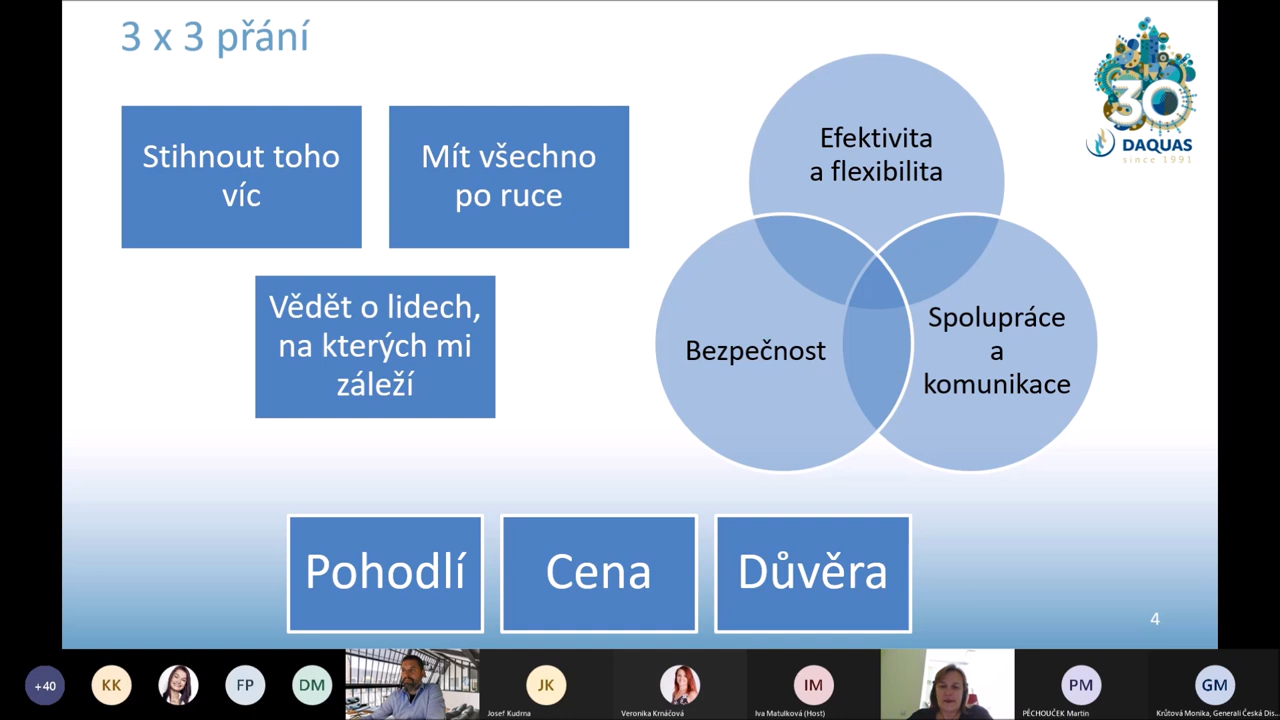 3 x 3 přání
Stihnout toho
víc
Mít všechno
po ruce
Vědět o lidech,
na kterých mi
záleží
Efektivita
a flexibilita
Bezpečnost
Spolupráce
a
komunikace
30
DAQUAS
since 1991
Pohodlí
Cena
Důvěra
4
+40
KK
FP
DM
JK
Josef Kudrna
Veronika Krnáčová
IM
Iva Matulková (Host)
PM
PĚCHOUČEK Martin
GM
Krůtová Monika, Generali Česká Dis...